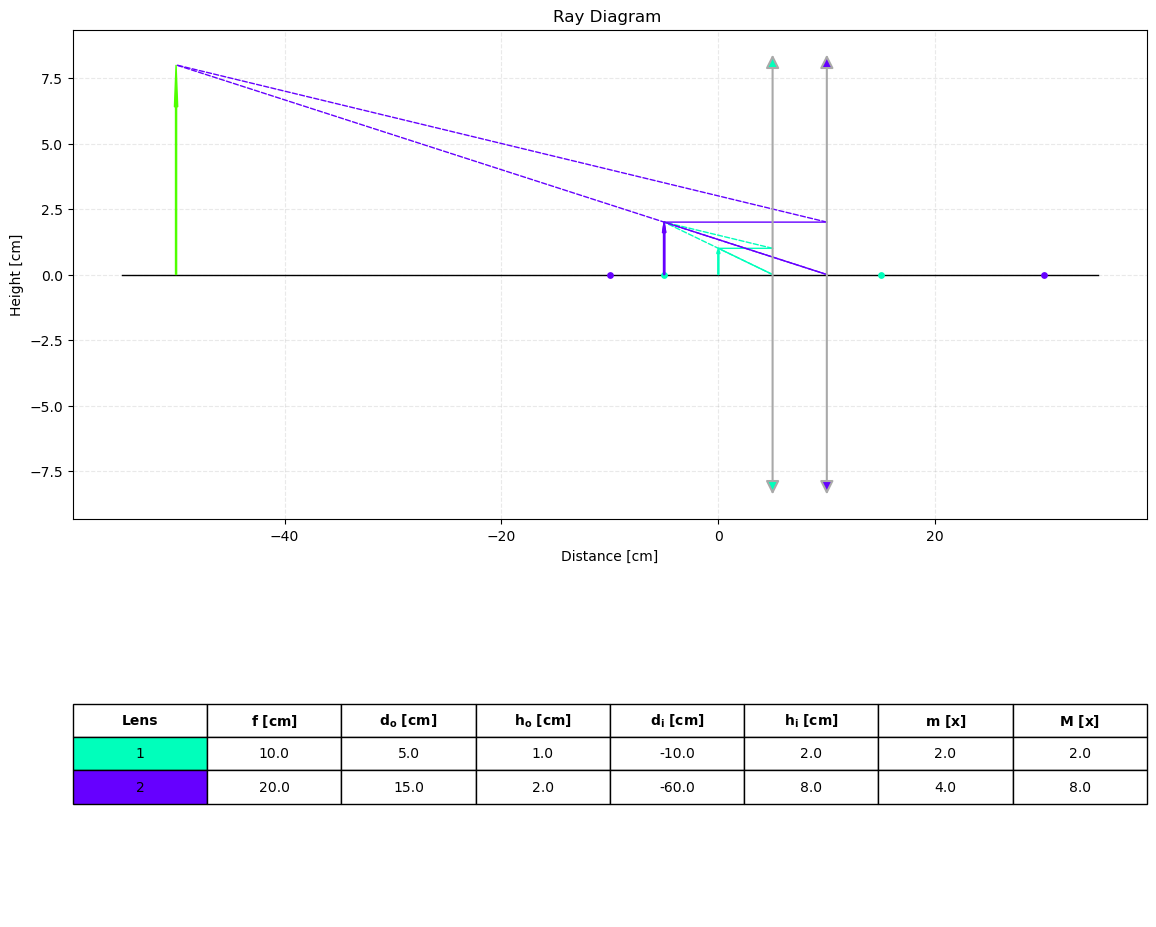 Ray Diagram
7.5
5.0
2.5
0.0
−2.5
−5.0
−7.5
Height [cm]
−40 −20 0 20
Distance [cm]
Lens f [cm] dₒ [cm] hₒ [cm] dᵢ [cm] hᵢ [cm] m [x] M [x]
1 10.0 5.0 1.0 -10.0 2.0 2.0 2.0
2 20.0 15.0 2.0 -60.0 8.0 4.0 8.0